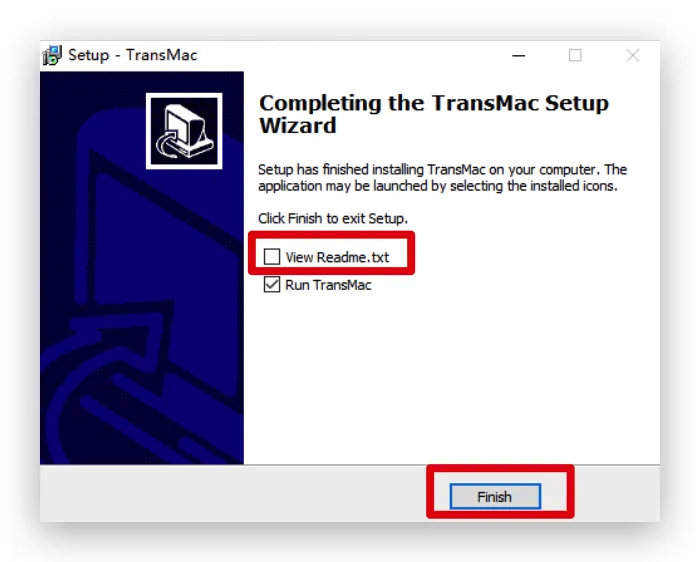 Setup - TransMac
Completing the TransMac Setup
Wizard
Setup has finished installing TransMac on your computer. The
application may be launched by selecting the installed icons.
Click Finish to exit Setup.
View Readme.txt
Run TransMac
Finish